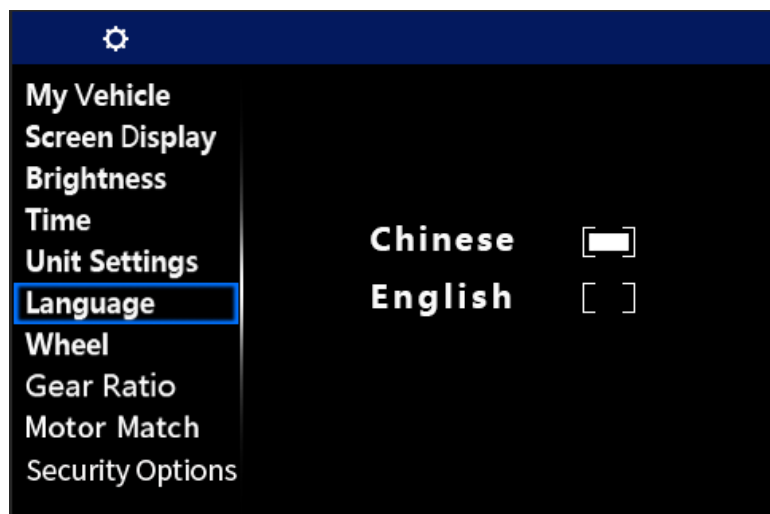 My Vehicle
Screen Display
Brightness
Time
Unit Settings
Language
Wheel
Gear Ratio
Motor Match
Security Options
Chinese
English